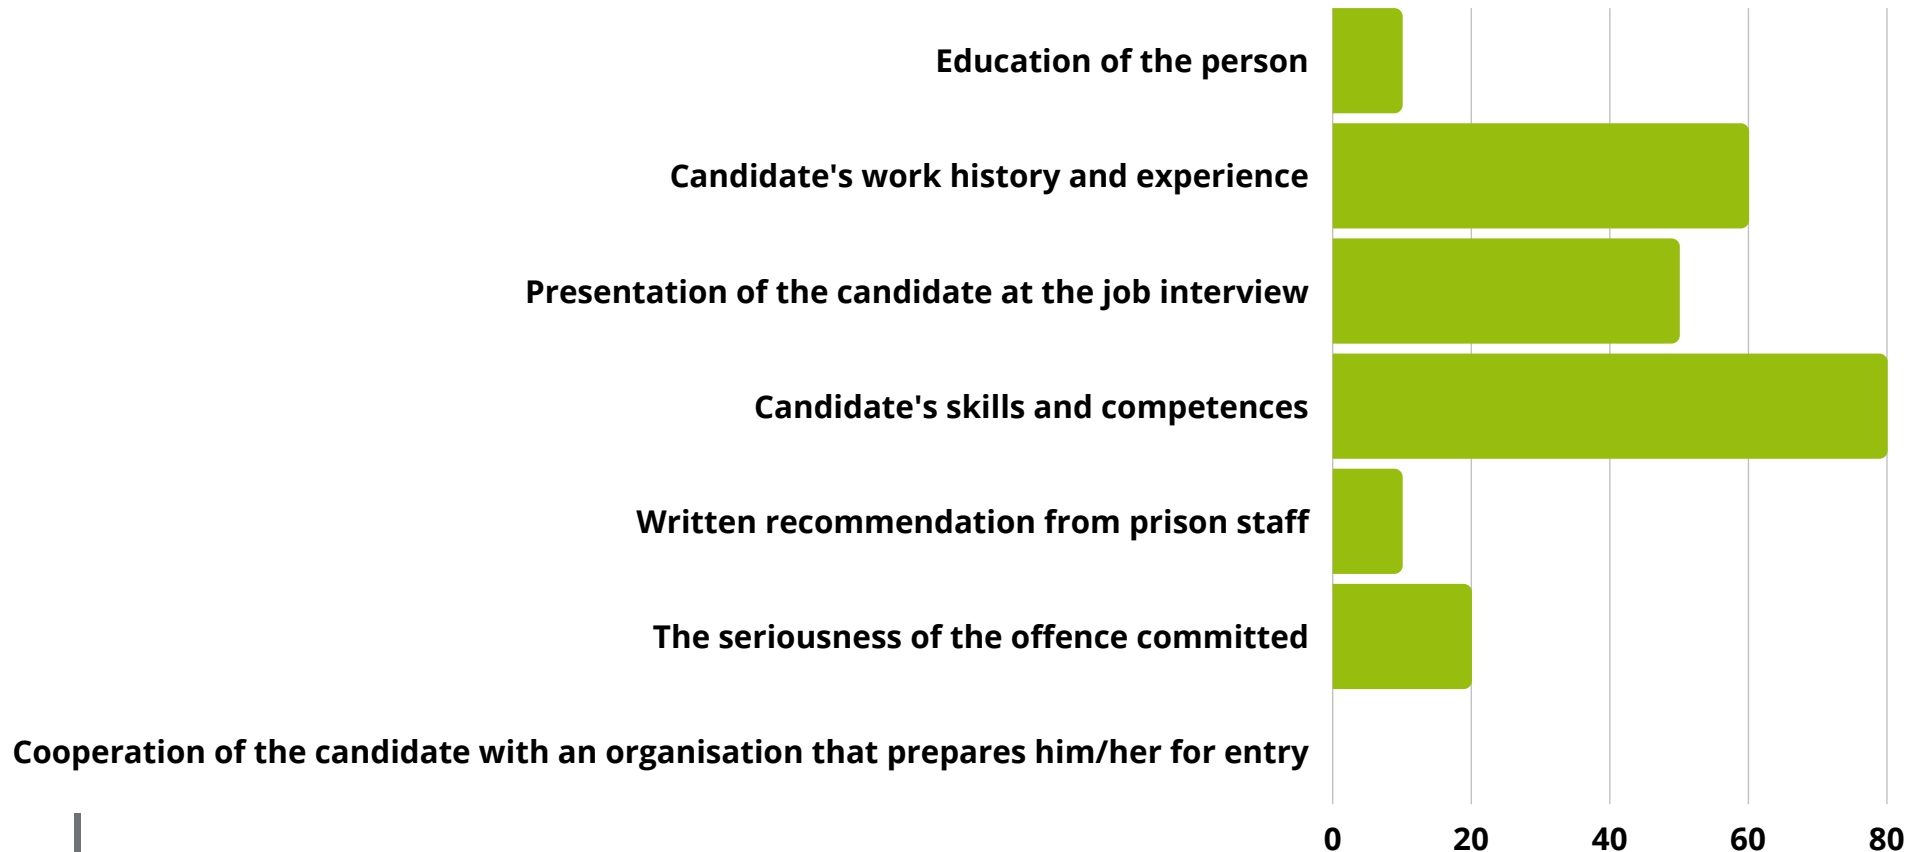 Education of the person
Candidate's work history and experience
Presentation of the candidate at the job interview
Candidate's skills and competences
Written recommendation from prison staff
The seriousness of the offence committed
Cooperation of the candidate with an organisation that prepares him/her for entry
0 20 40 60 80